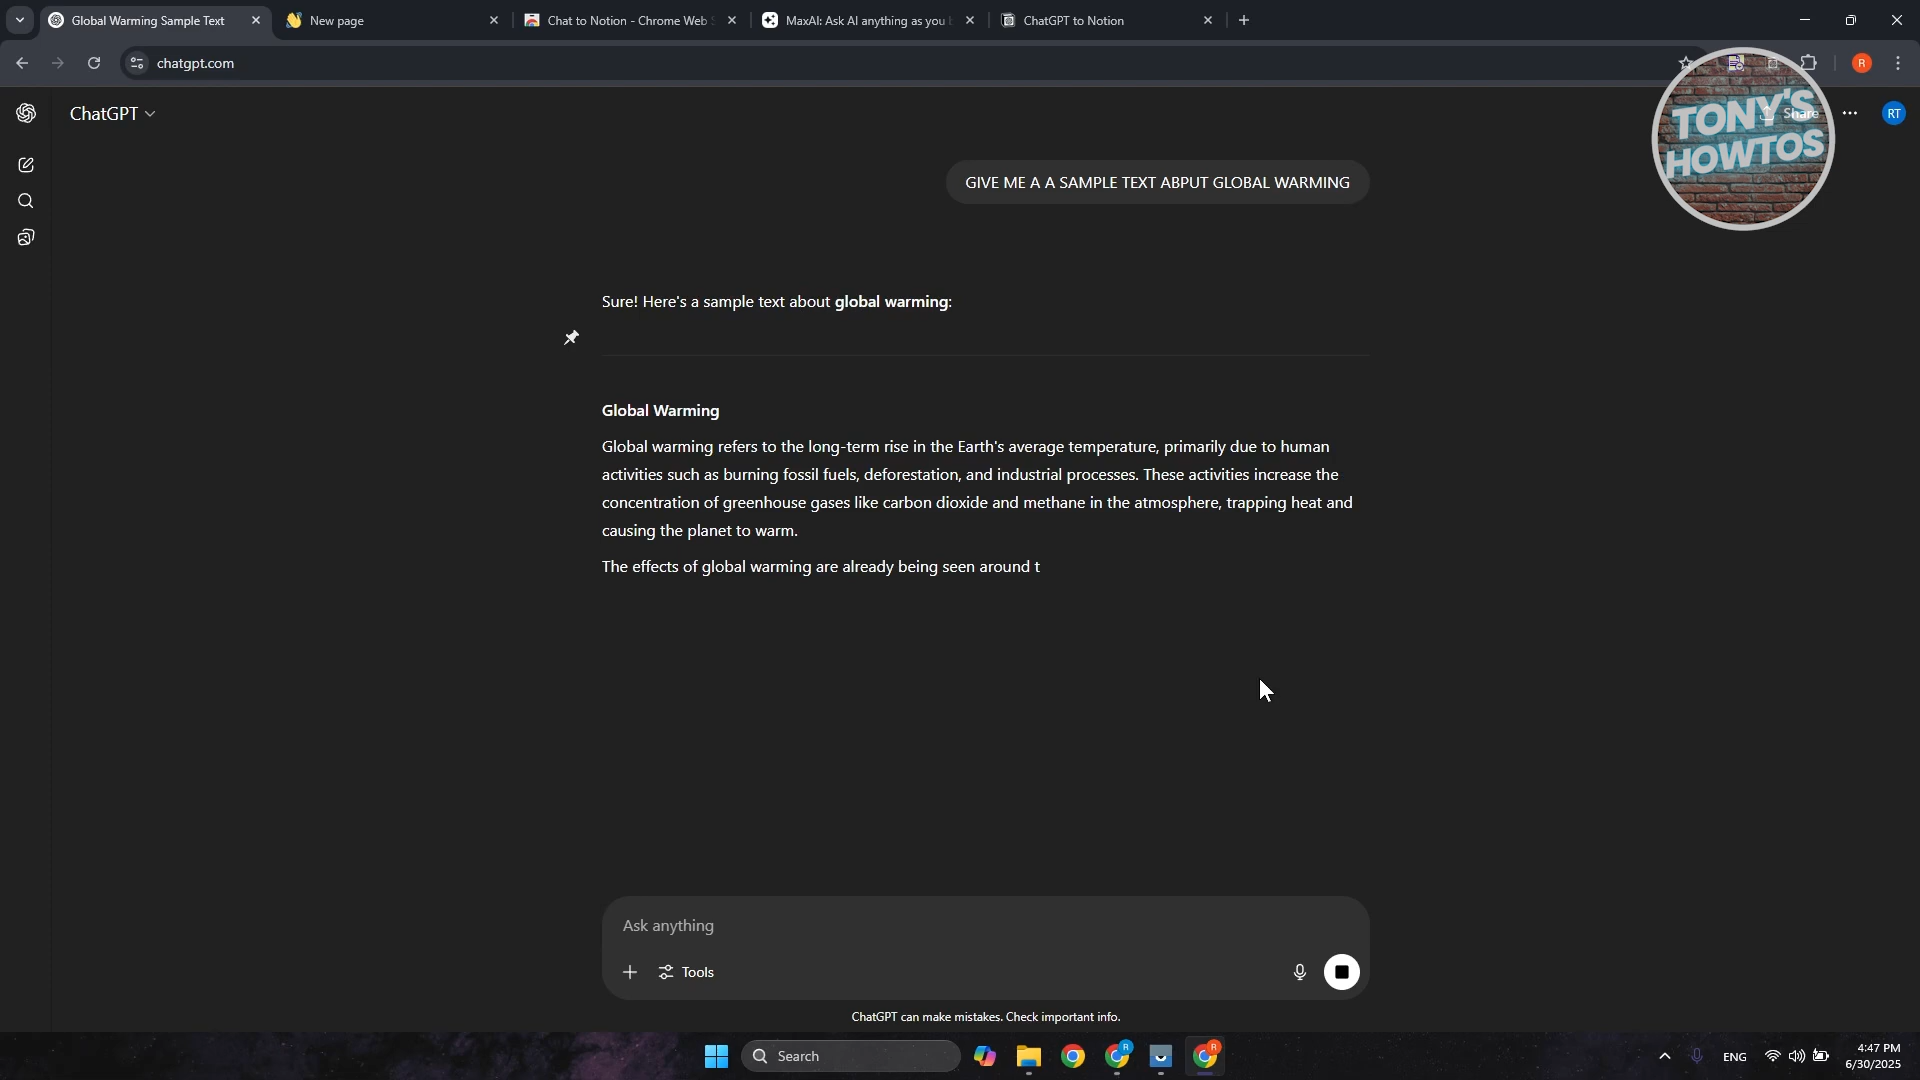 Global Warming Sample Text
New page
Chat to Notion - Chrome Web
MaxAI: Ask AI anything as you
ChatGPT to Notion
chatgpt.com
R
ChatGPT
Share
RT
TONY'S
HOWTOS
GIVE ME A A SAMPLE TEXT ABPUT GLOBAL WARMING
Sure! Here's a sample text about global warming:
Global Warming
Global warming refers to the long-term rise in the Earth's average temperature, primarily due to human
activities such as burning fossil fuels, deforestation, and industrial processes. These activities increase the
concentration of greenhouse gases like carbon dioxide and methane in the atmosphere, trapping heat and
causing the planet to warm.
The effects of global warming are already being seen around t
Ask anything
Tools
ChatGPT can make mistakes. Check important info.
Search
R
R
ENG
4:47 PM
6/30/2025